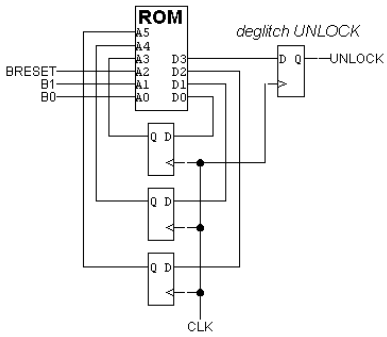 ROM
deglitch UNLOCK
A5
A4
A3 D3
D Q UNLOCK
BRESET A2 D2
B1 A1 D1
B0 A0 D0
Q D
Q D
Q D
CLK